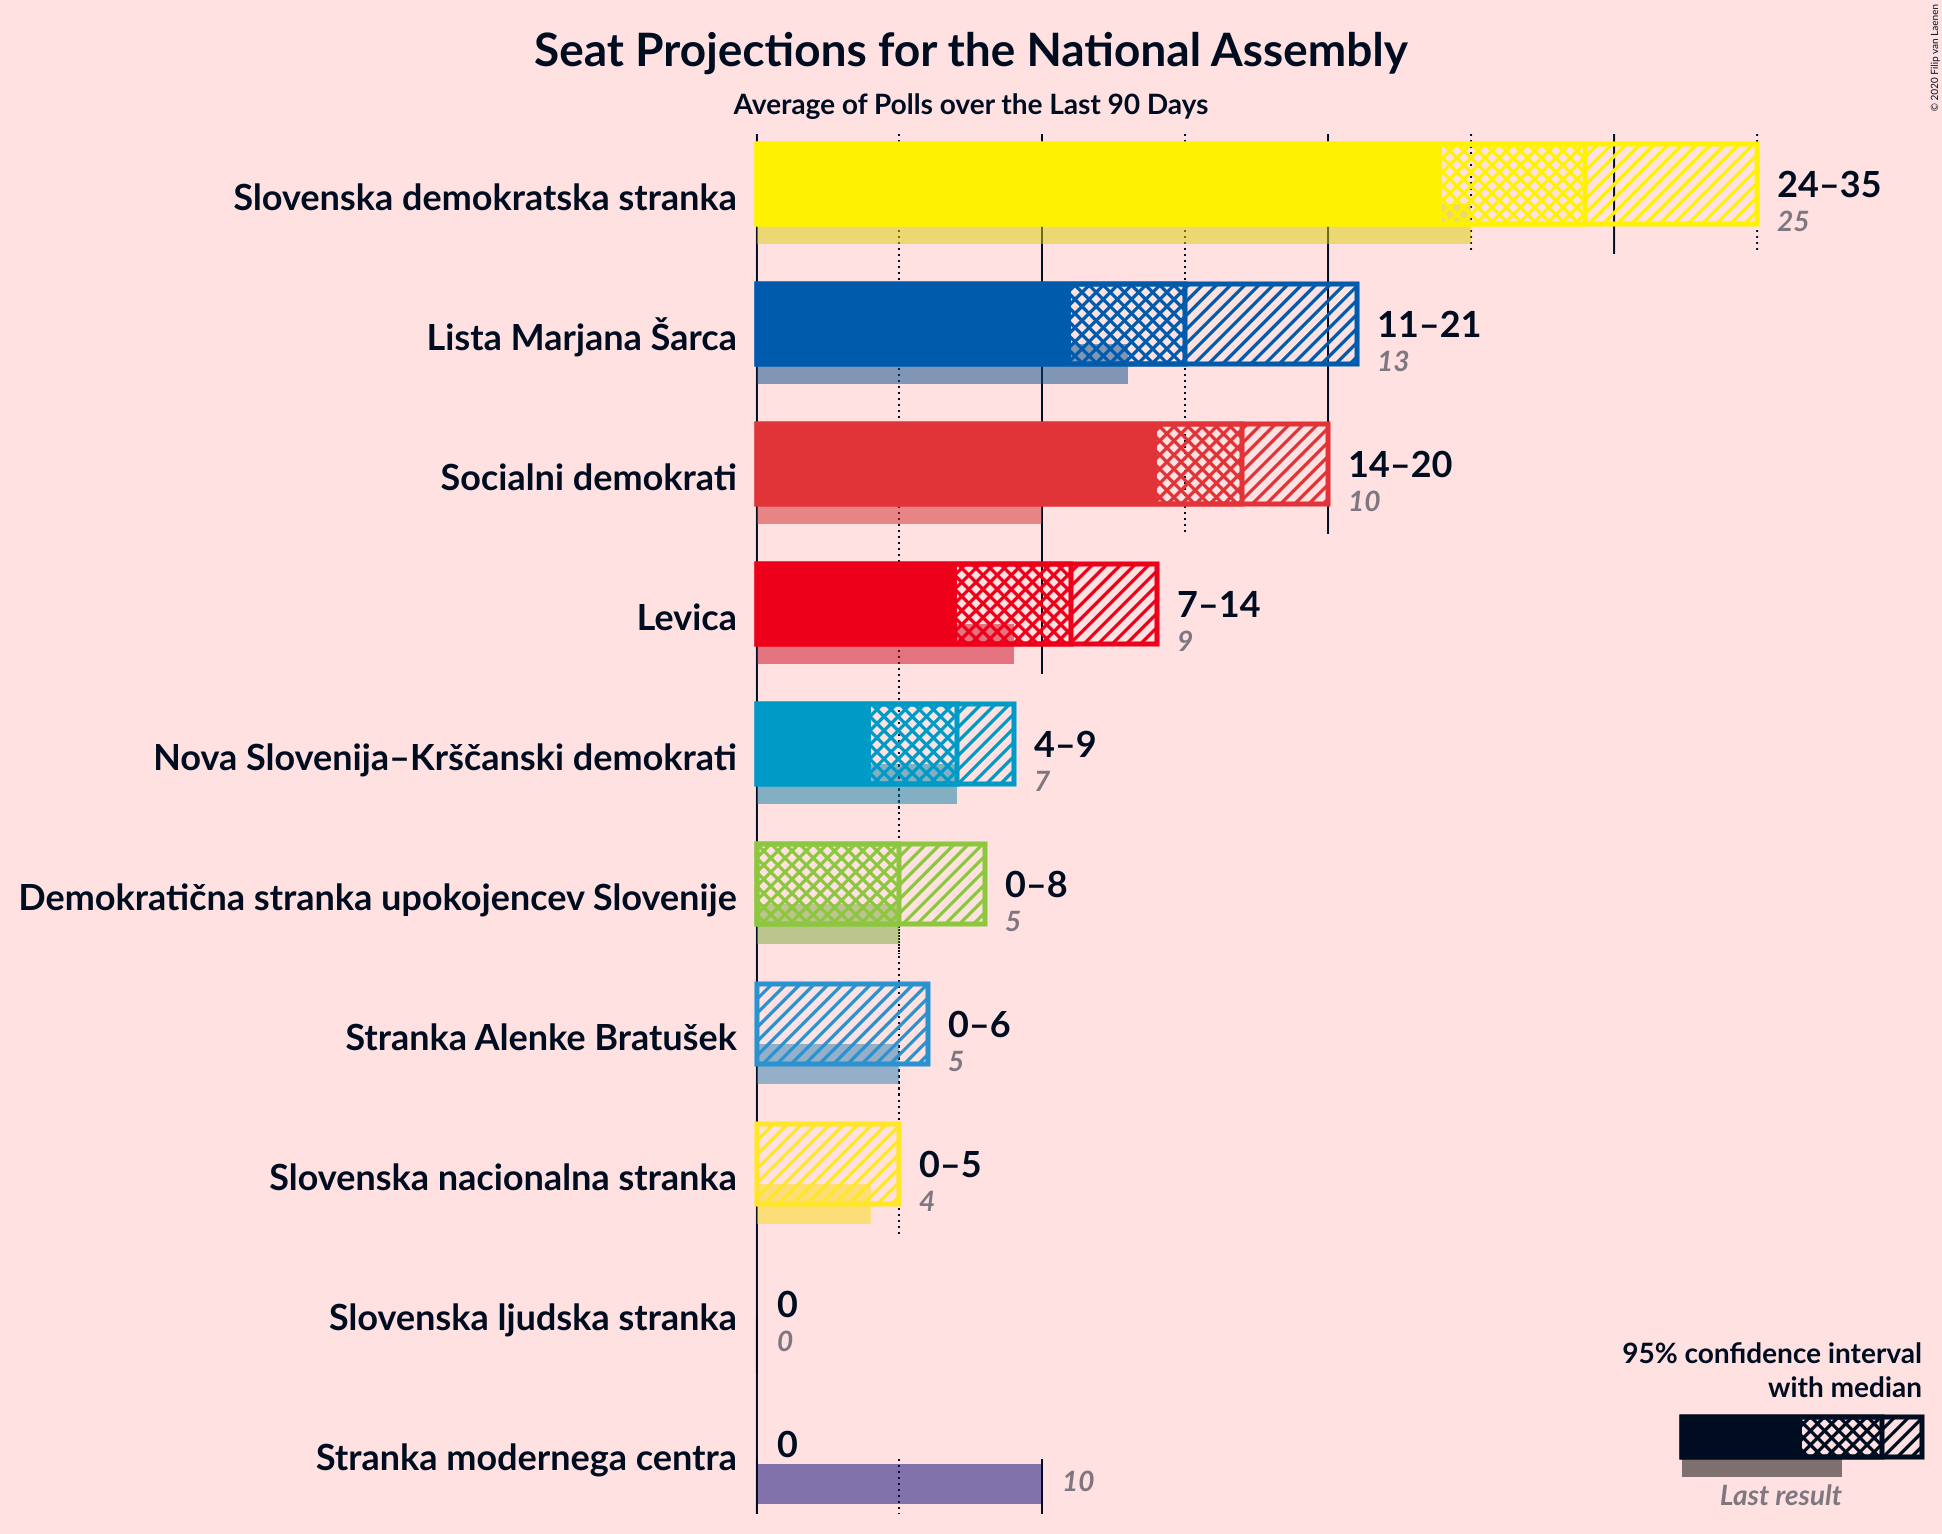 Seat Projections for the National Assembly
Average of Polls over the Last 90 Days
© 2020 Filip van Laenen
Slovenska demokratska stranka
24–35
25
Lista Marjana Šarca
11–21
13
Socialni demokrati
14–20
10
Levica
7–14
9
Nova Slovenija–Krščanski demokrati
4–9
7
Demokratična stranka upokojencev Slovenije
0–8
5
Stranka Alenke Bratušek
0–6
5
Slovenska nacionalna stranka
0–5
4
Slovenska ljudska stranka
0
0
Stranka modernega centra
0
10
95% confidence interval
with median
Last result